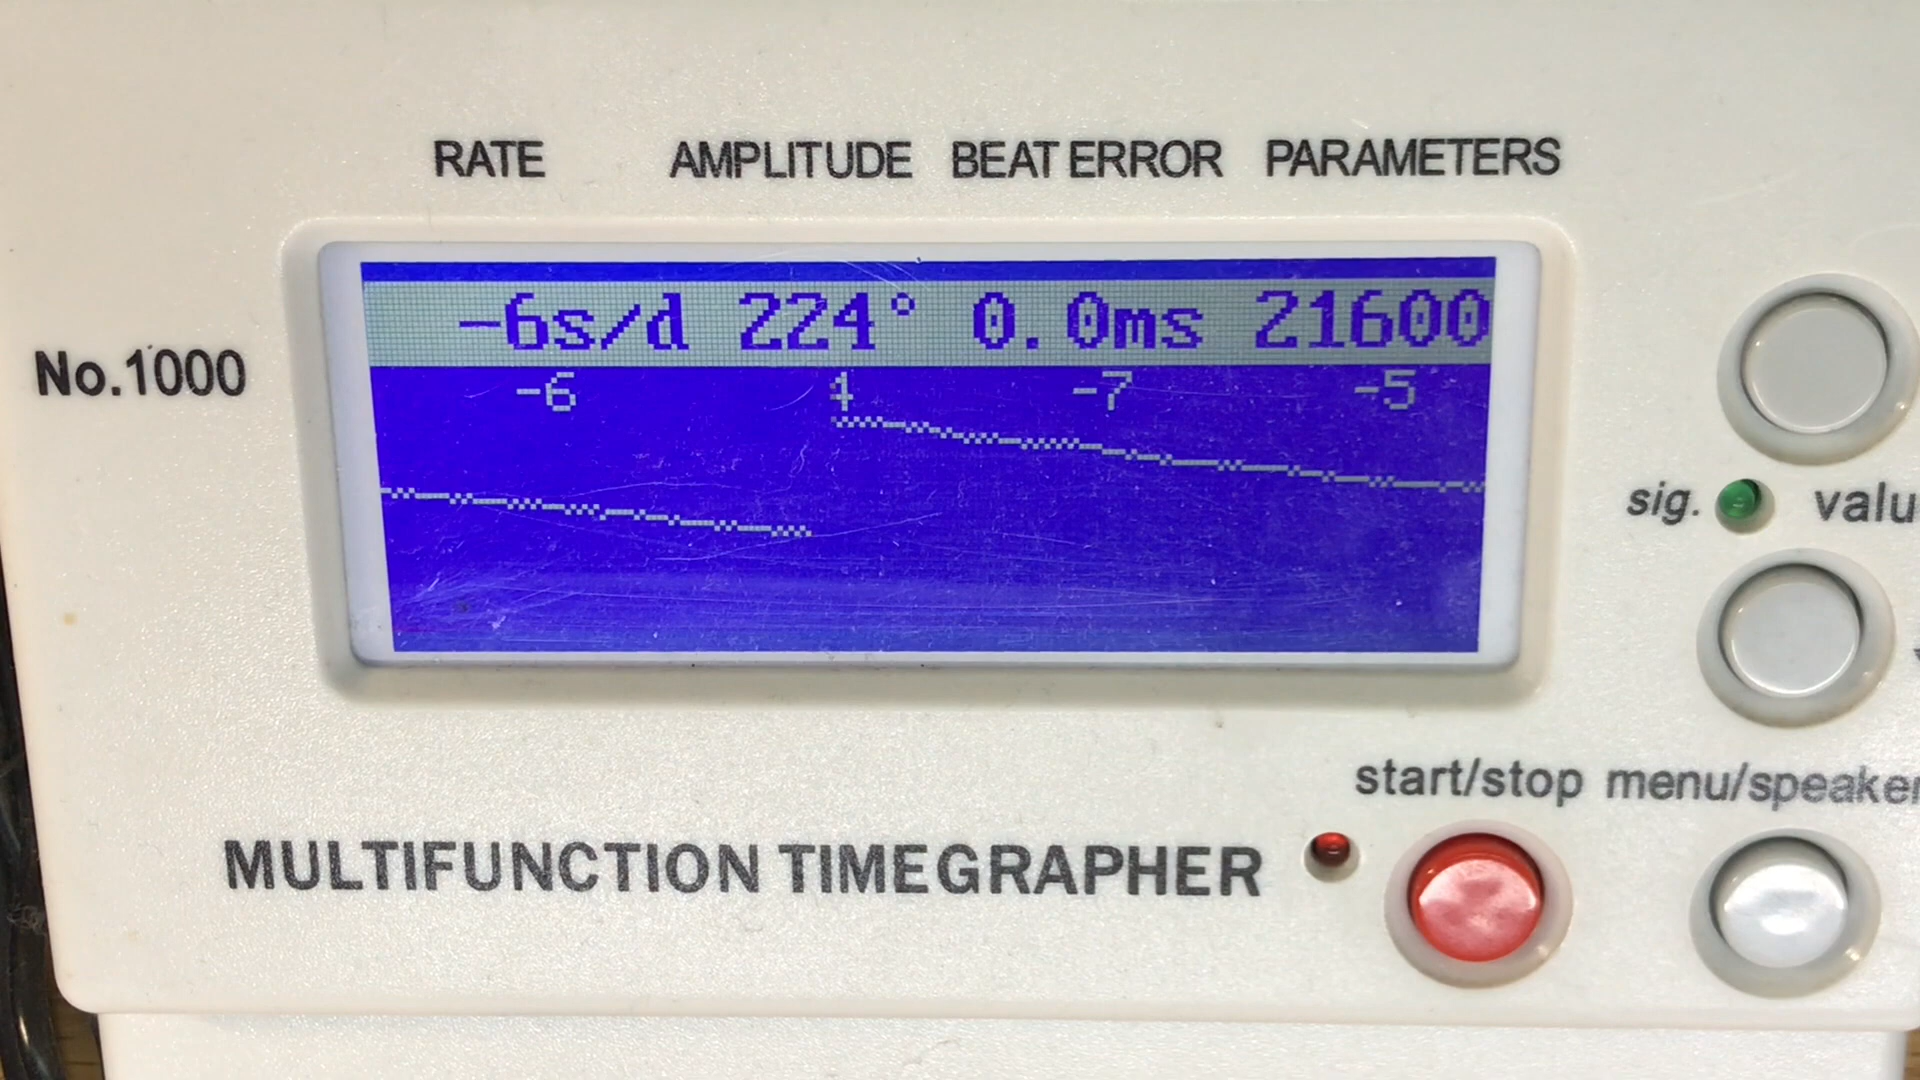 RATE AMPLITUDE BEAT ERROR PARAMETERS
-6s/d 224° 0.0ms 21600
-6 4 -7 -5
No.1000
sig. valu
start/stop menu/speaker
MULTIFUNCTION TIMEGRAPHER